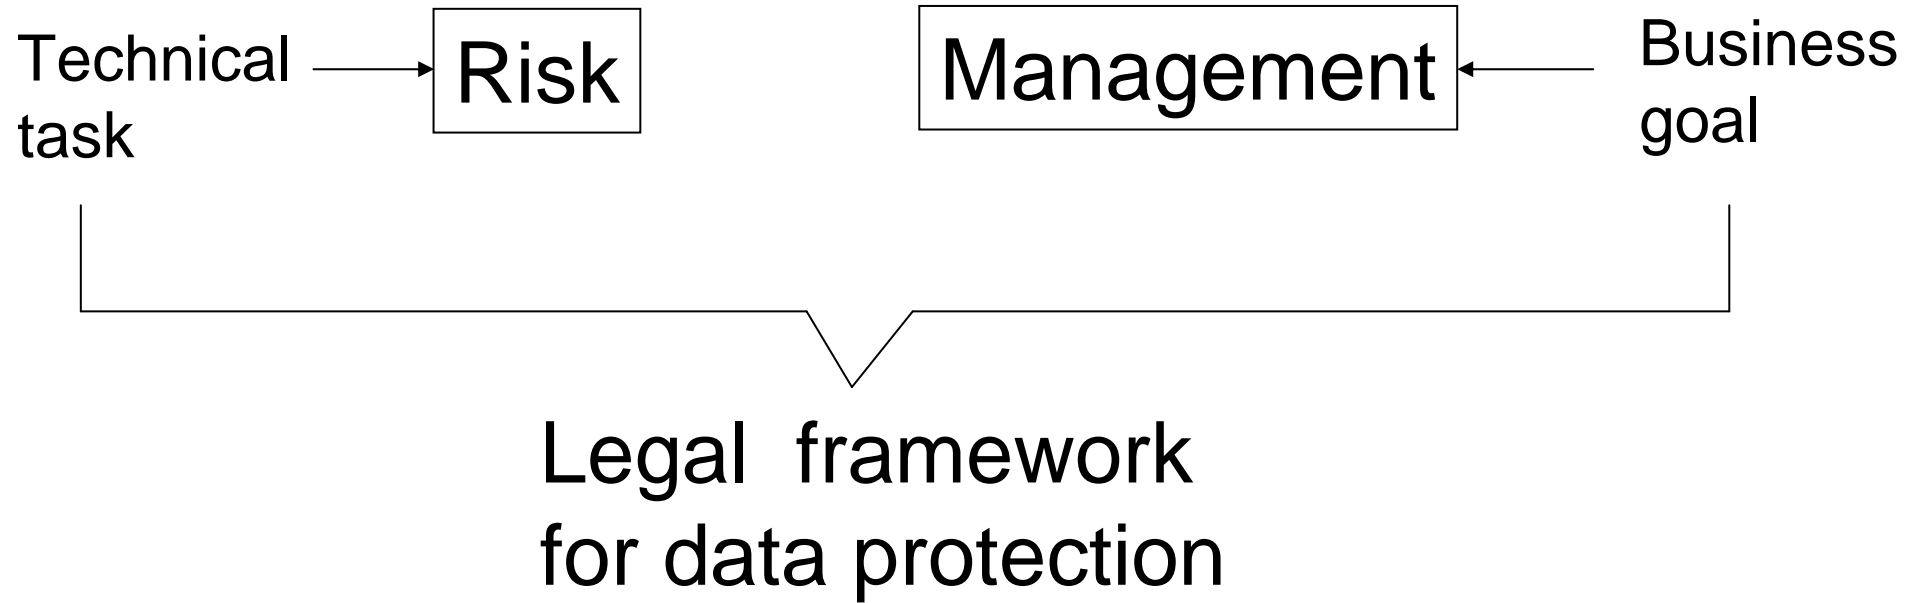 Technical
task
Risk
Management
Business
goal
Legal framework
for data protection